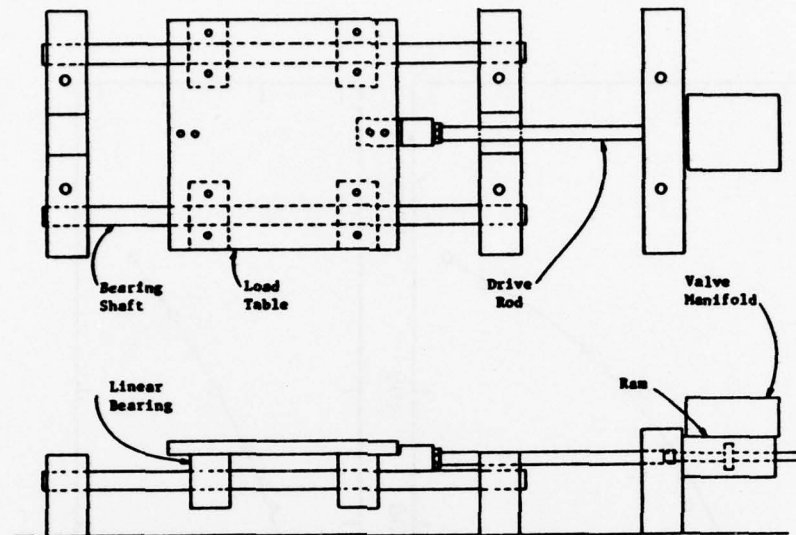 Bearing
Shaft
Load
Table
Drive
Rod
Valve
Manifold
Linear
Bearing
Ram